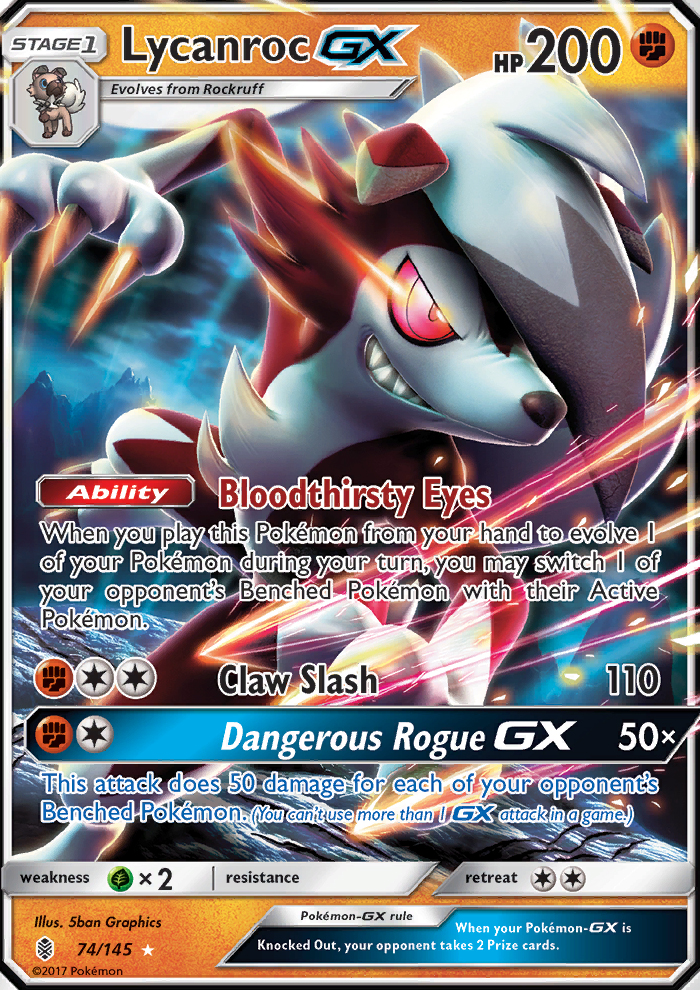 STAGE 1
Lycanroc GX
HP 200
Evolves from Rockruff
Ability Bloodthirsty Eyes
When you play this Pokémon from your hand to evolve 1
of your Pokémon during your turn, you may switch 1 of
your opponent's Benched Pokémon with their Active
Pokémon.
Claw Slash 110
Dangerous Rogue GX 50×
This attack does 50 damage for each of your opponent's
Benched Pokémon. (You can't use more than 1 GX attack in a game.)
weakness × 2 resistance retreat
Illus. 5ban Graphics
74/145
©2017 Pokémon
Pokémon-GX rule
When your Pokémon-GX is
Knocked Out, your opponent takes 2 Prize cards.